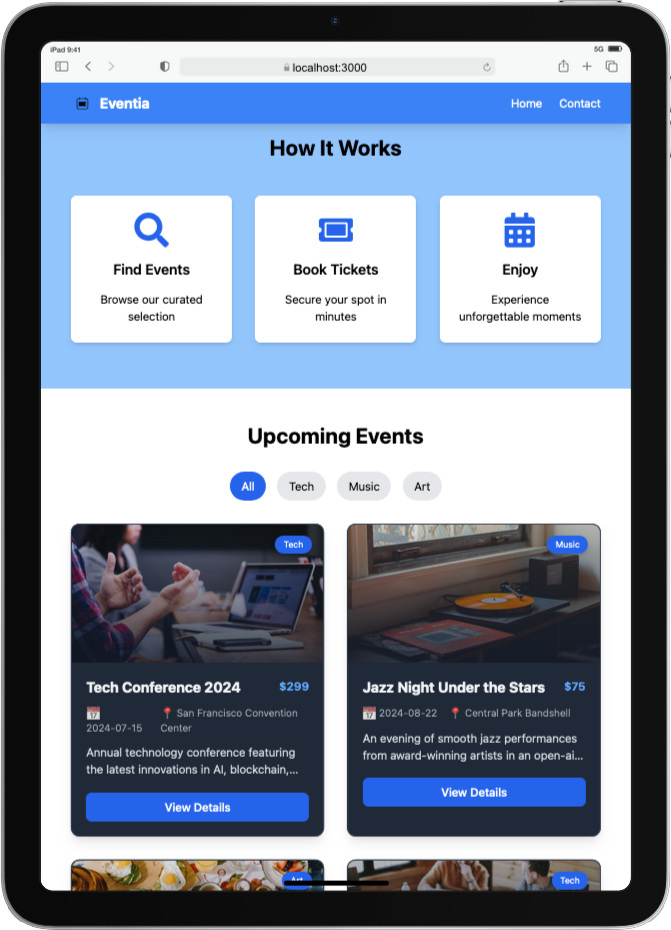 iPad 9:41
5G
localhost:3000
Eventia
Home Contact
How It Works
Find Events
Browse our curated
selection
Book Tickets
Secure your spot in
minutes
Enjoy
Experience
unforgettable moments
Upcoming Events
All Tech Music Art
Tech
Tech Conference 2024 $299
17
2024-07-15
San Francisco Convention
Center
Annual technology conference featuring
the latest innovations in AI, blockchain,...
View Details
Music
Jazz Night Under the Stars $75
17 2024-08-22 Central Park Bandshell
An evening of smooth jazz performances
from award-winning artists in an open-ai...
View Details
Art
Tech